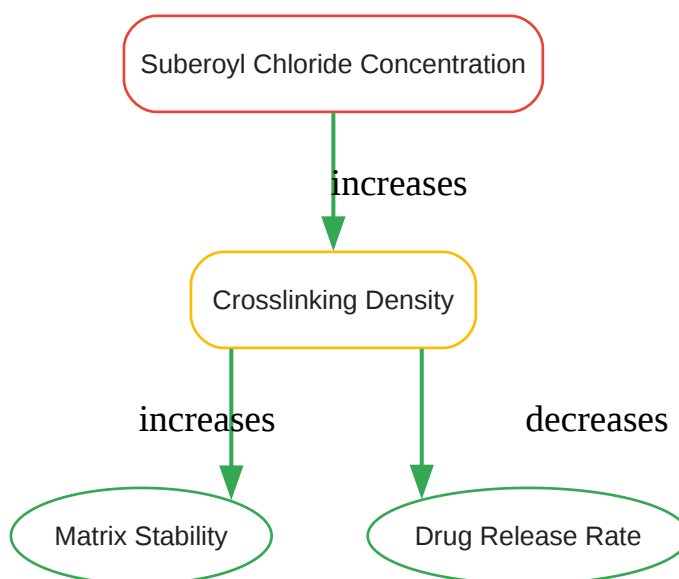 Suberoyl Chloride Concentration
increases
Crosslinking Density
increases
decreases
Matrix Stability
Drug Release Rate